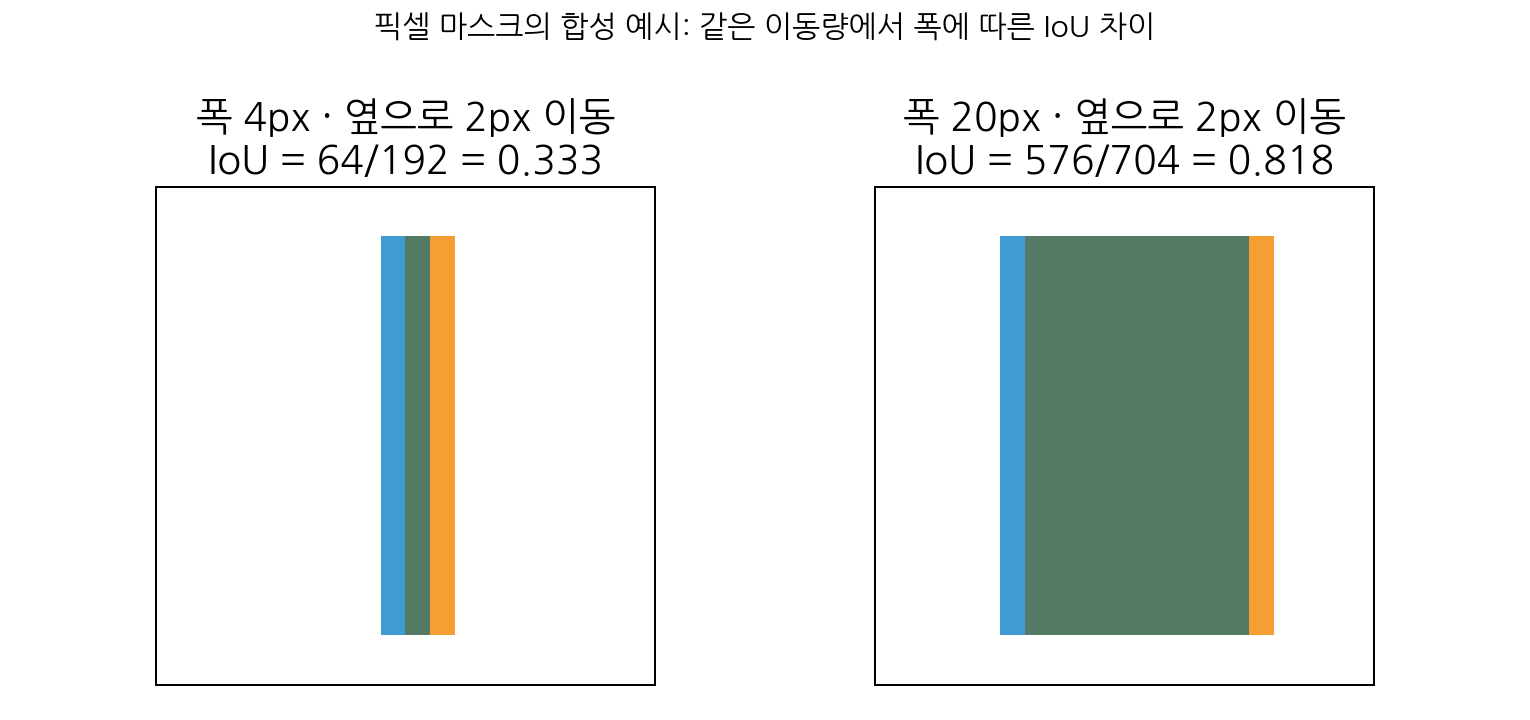 픽셀 마스크의 합성 예시: 같은 이동량에서 폭에 따른 IoU 차이
폭 4px · 옆으로 2px 이동
IoU = 64/192 = 0.333
폭 20px · 옆으로 2px 이동
IoU = 576/704 = 0.818